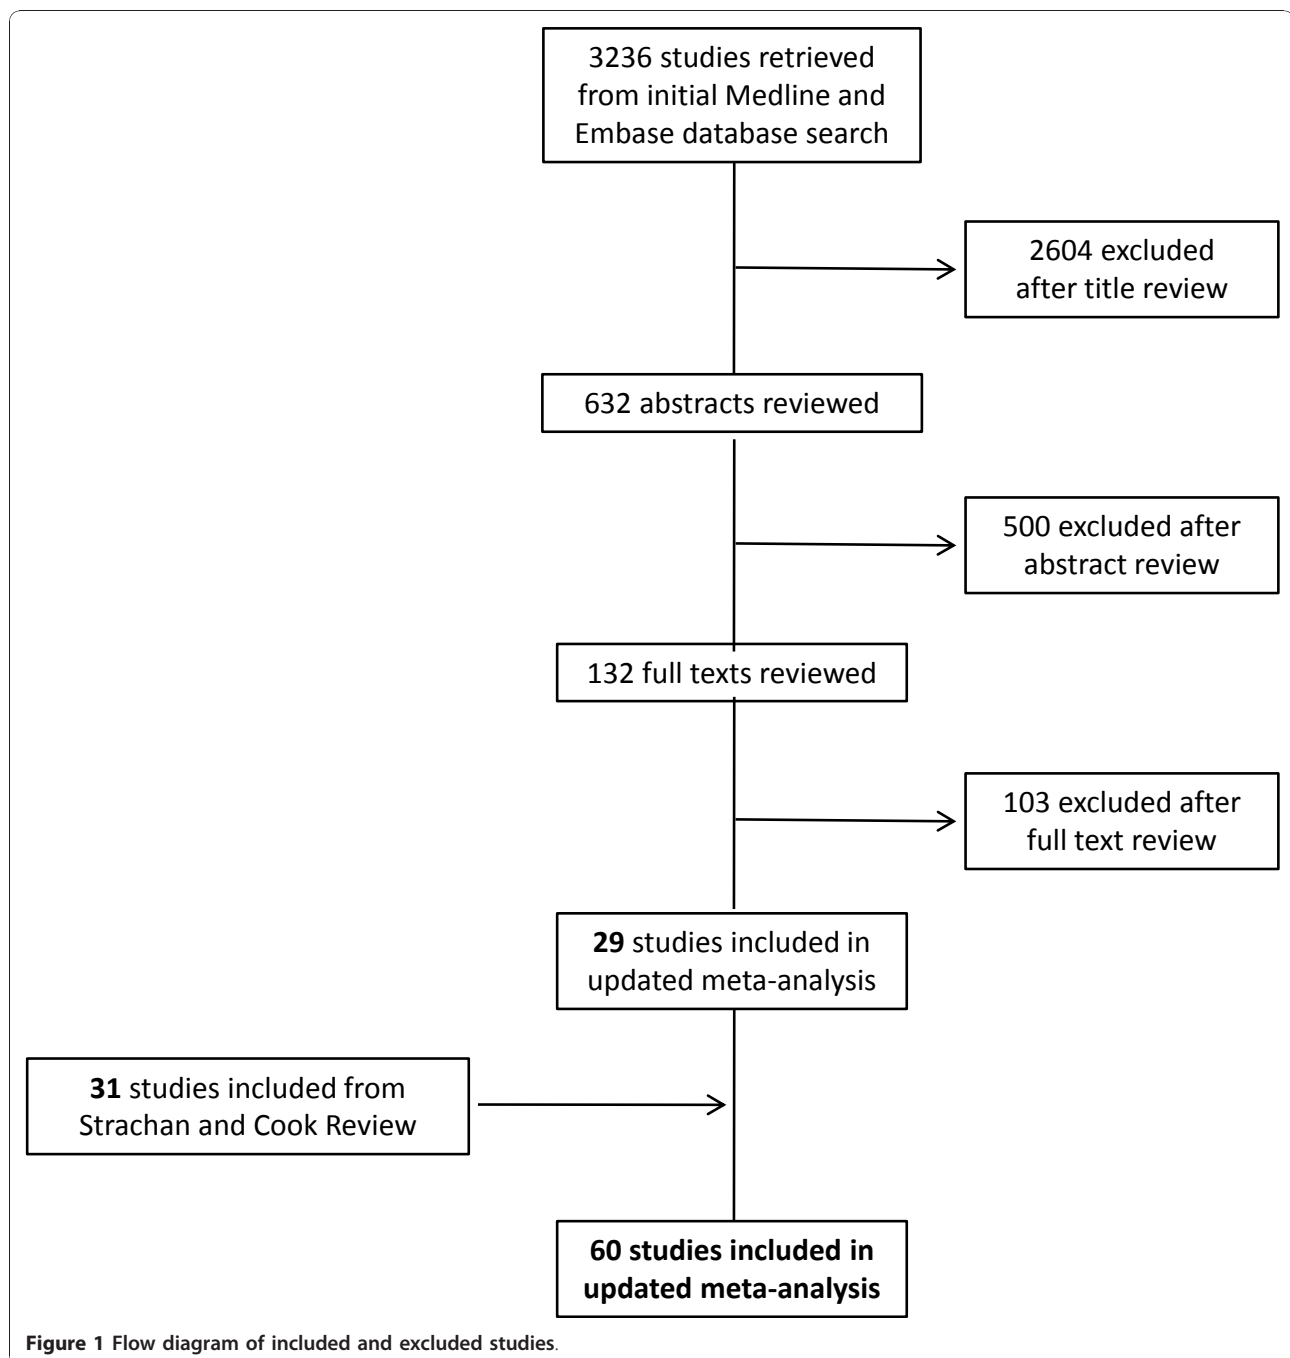 3236 studies retrieved
from initial Medline and
Embase database search
2604 excluded
after title review
632 abstracts reviewed
500 excluded after
abstract review
132 full texts reviewed
103 excluded after
full text review
29 studies included in
updated meta-analysis
31 studies included from
Strachan and Cook Review
60 studies included in
updated meta-analysis
Figure 1 Flow diagram of included and excluded studies.